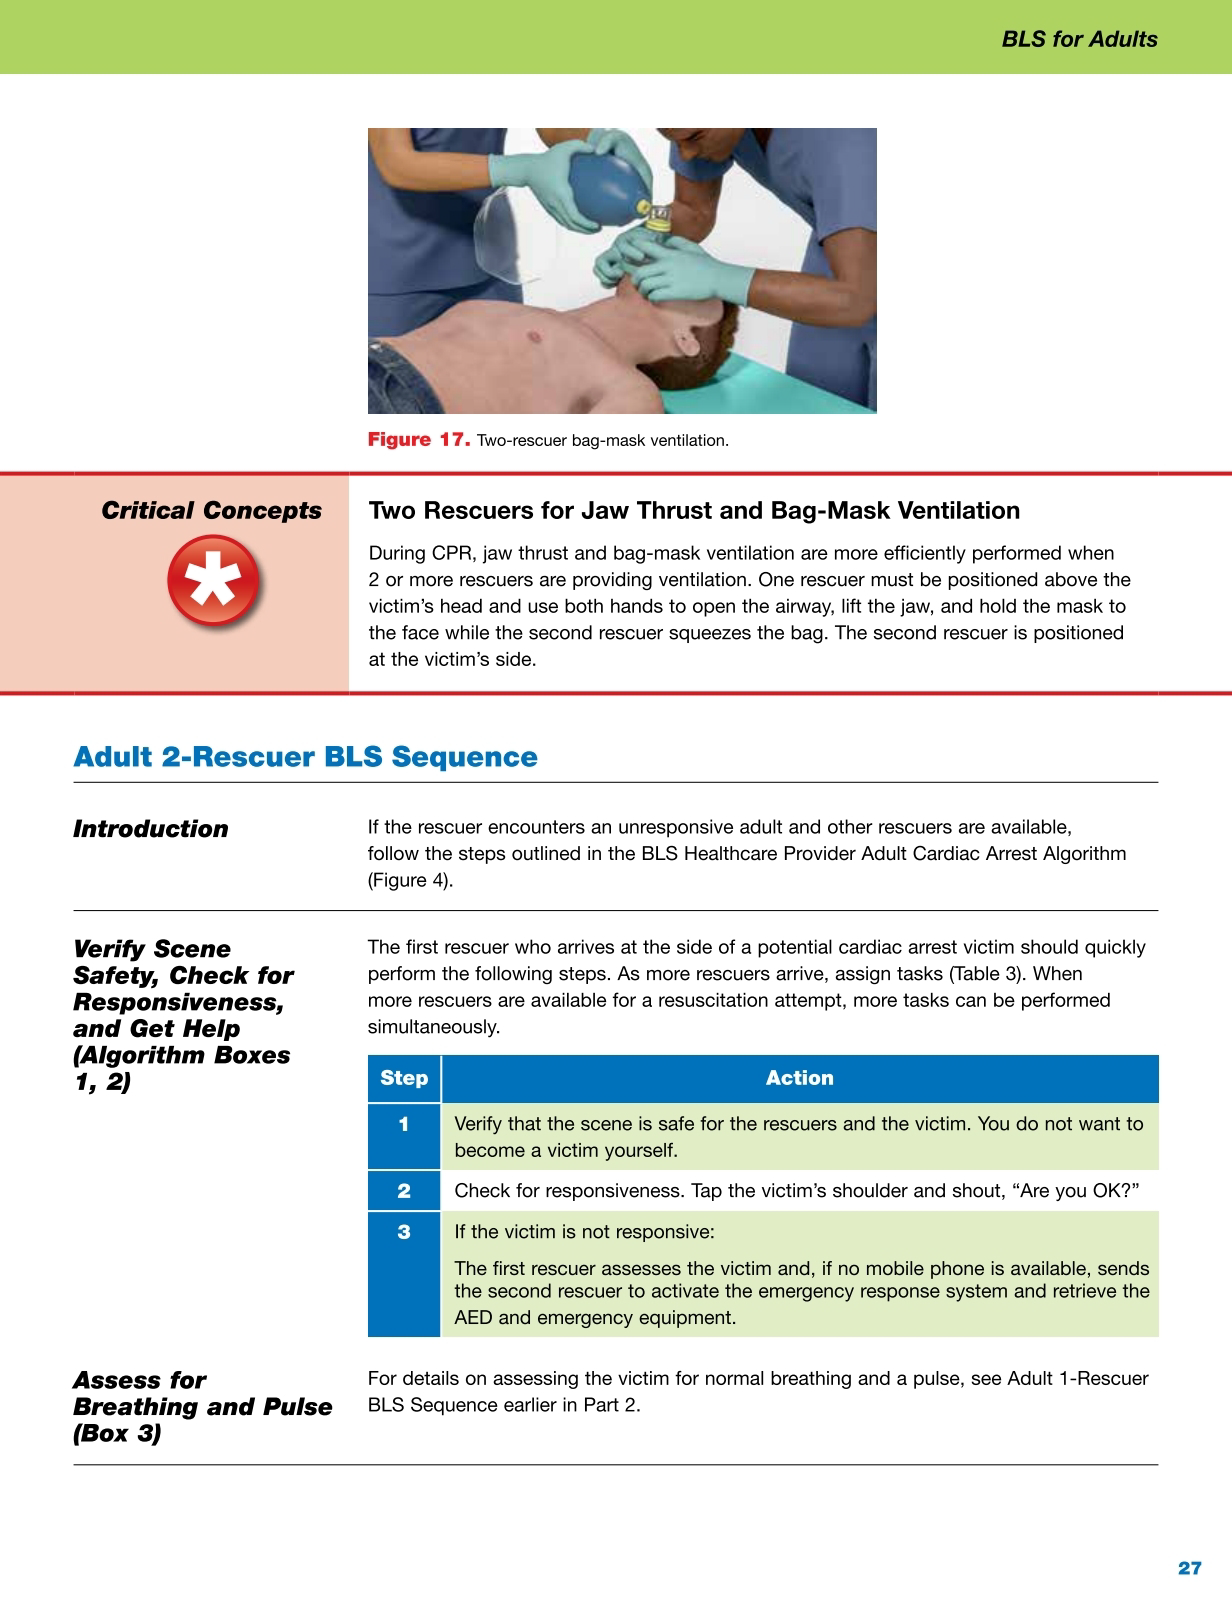 BLS for Adults
Figure 17. Two-rescuer bag-mask ventilation.
Critical Concepts
Two Rescuers for Jaw Thrust and Bag-Mask Ventilation
During CPR, jaw thrust and bag-mask ventilation are more efficiently performed when
2 or more rescuers are providing ventilation. One rescuer must be positioned above the
victim’s head and use both hands to open the airway, lift the jaw, and hold the mask to
the face while the second rescuer squeezes the bag. The second rescuer is positioned
at the victim’s side.
Adult 2-Rescuer BLS Sequence
Introduction
If the rescuer encounters an unresponsive adult and other rescuers are available,
follow the steps outlined in the BLS Healthcare Provider Adult Cardiac Arrest Algorithm
(Figure 4).
Verify Scene
Safety, Check for
Responsiveness,
and Get Help
(Algorithm Boxes
1, 2)
The first rescuer who arrives at the side of a potential cardiac arrest victim should quickly
perform the following steps. As more rescuers arrive, assign tasks (Table 3). When
more rescuers are available for a resuscitation attempt, more tasks can be performed
simultaneously.
Step Action
1 Verify that the scene is safe for the rescuers and the victim. You do not want to
become a victim yourself.
2 Check for responsiveness. Tap the victim’s shoulder and shout, “Are you OK?”
3 If the victim is not responsive:
The first rescuer assesses the victim and, if no mobile phone is available, sends
the second rescuer to activate the emergency response system and retrieve the
AED and emergency equipment.
Assess for
Breathing and Pulse
(Box 3)
For details on assessing the victim for normal breathing and a pulse, see Adult 1-Rescuer
BLS Sequence earlier in Part 2.
27